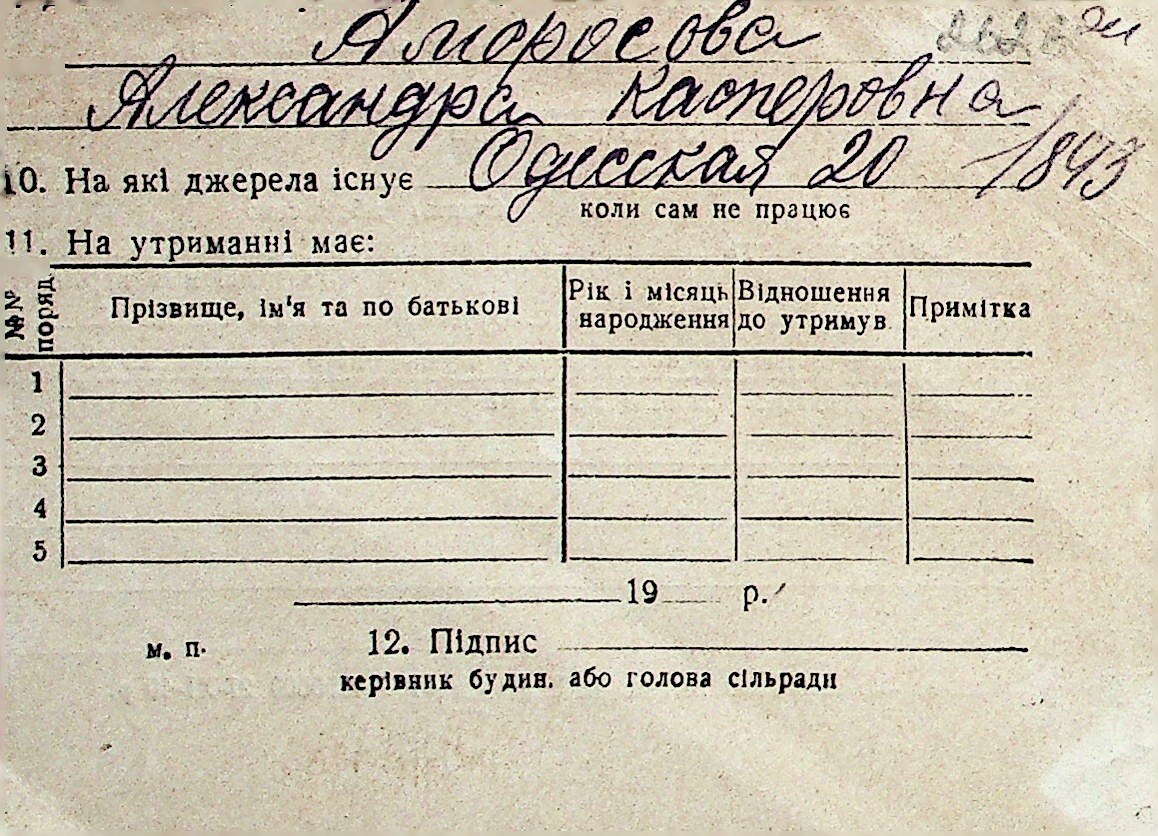 Аморосова
Александра Касперовна
10. На які джерела існує Одесская 20 1893
коли сам не працює
11. На утриманні має:
№№ поряд.
Прізвище, ім'я та по батькові
Рік і місяць народження
Відношення до утримув.
Примітка
1
2
3
4
5
19 р.
м. п.
12. Підпис
керівник будин. або голова сільради